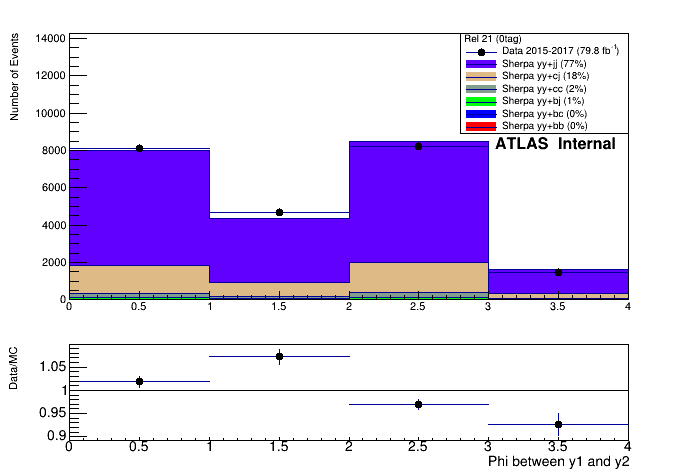 Number of Events
14000
12000
10000
8000
6000
4000
2000
0
Rel 21 (0tag)
Data 2015-2017 (79.8 fb⁻¹)
Sherpa yy+jj (77%)
Sherpa yy+cj (18%)
Sherpa yy+cc (2%)
Sherpa yy+bj (1%)
Sherpa yy+bc (0%)
Sherpa yy+bb (0%)
ATLAS Internal
0 0.5 1 1.5 2 2.5 3 3.5 4
Data/MC
1.05
1
0.95
0.9
0 0.5 1 1.5 2 2.5 3 3.5 4
Phi between y1 and y2